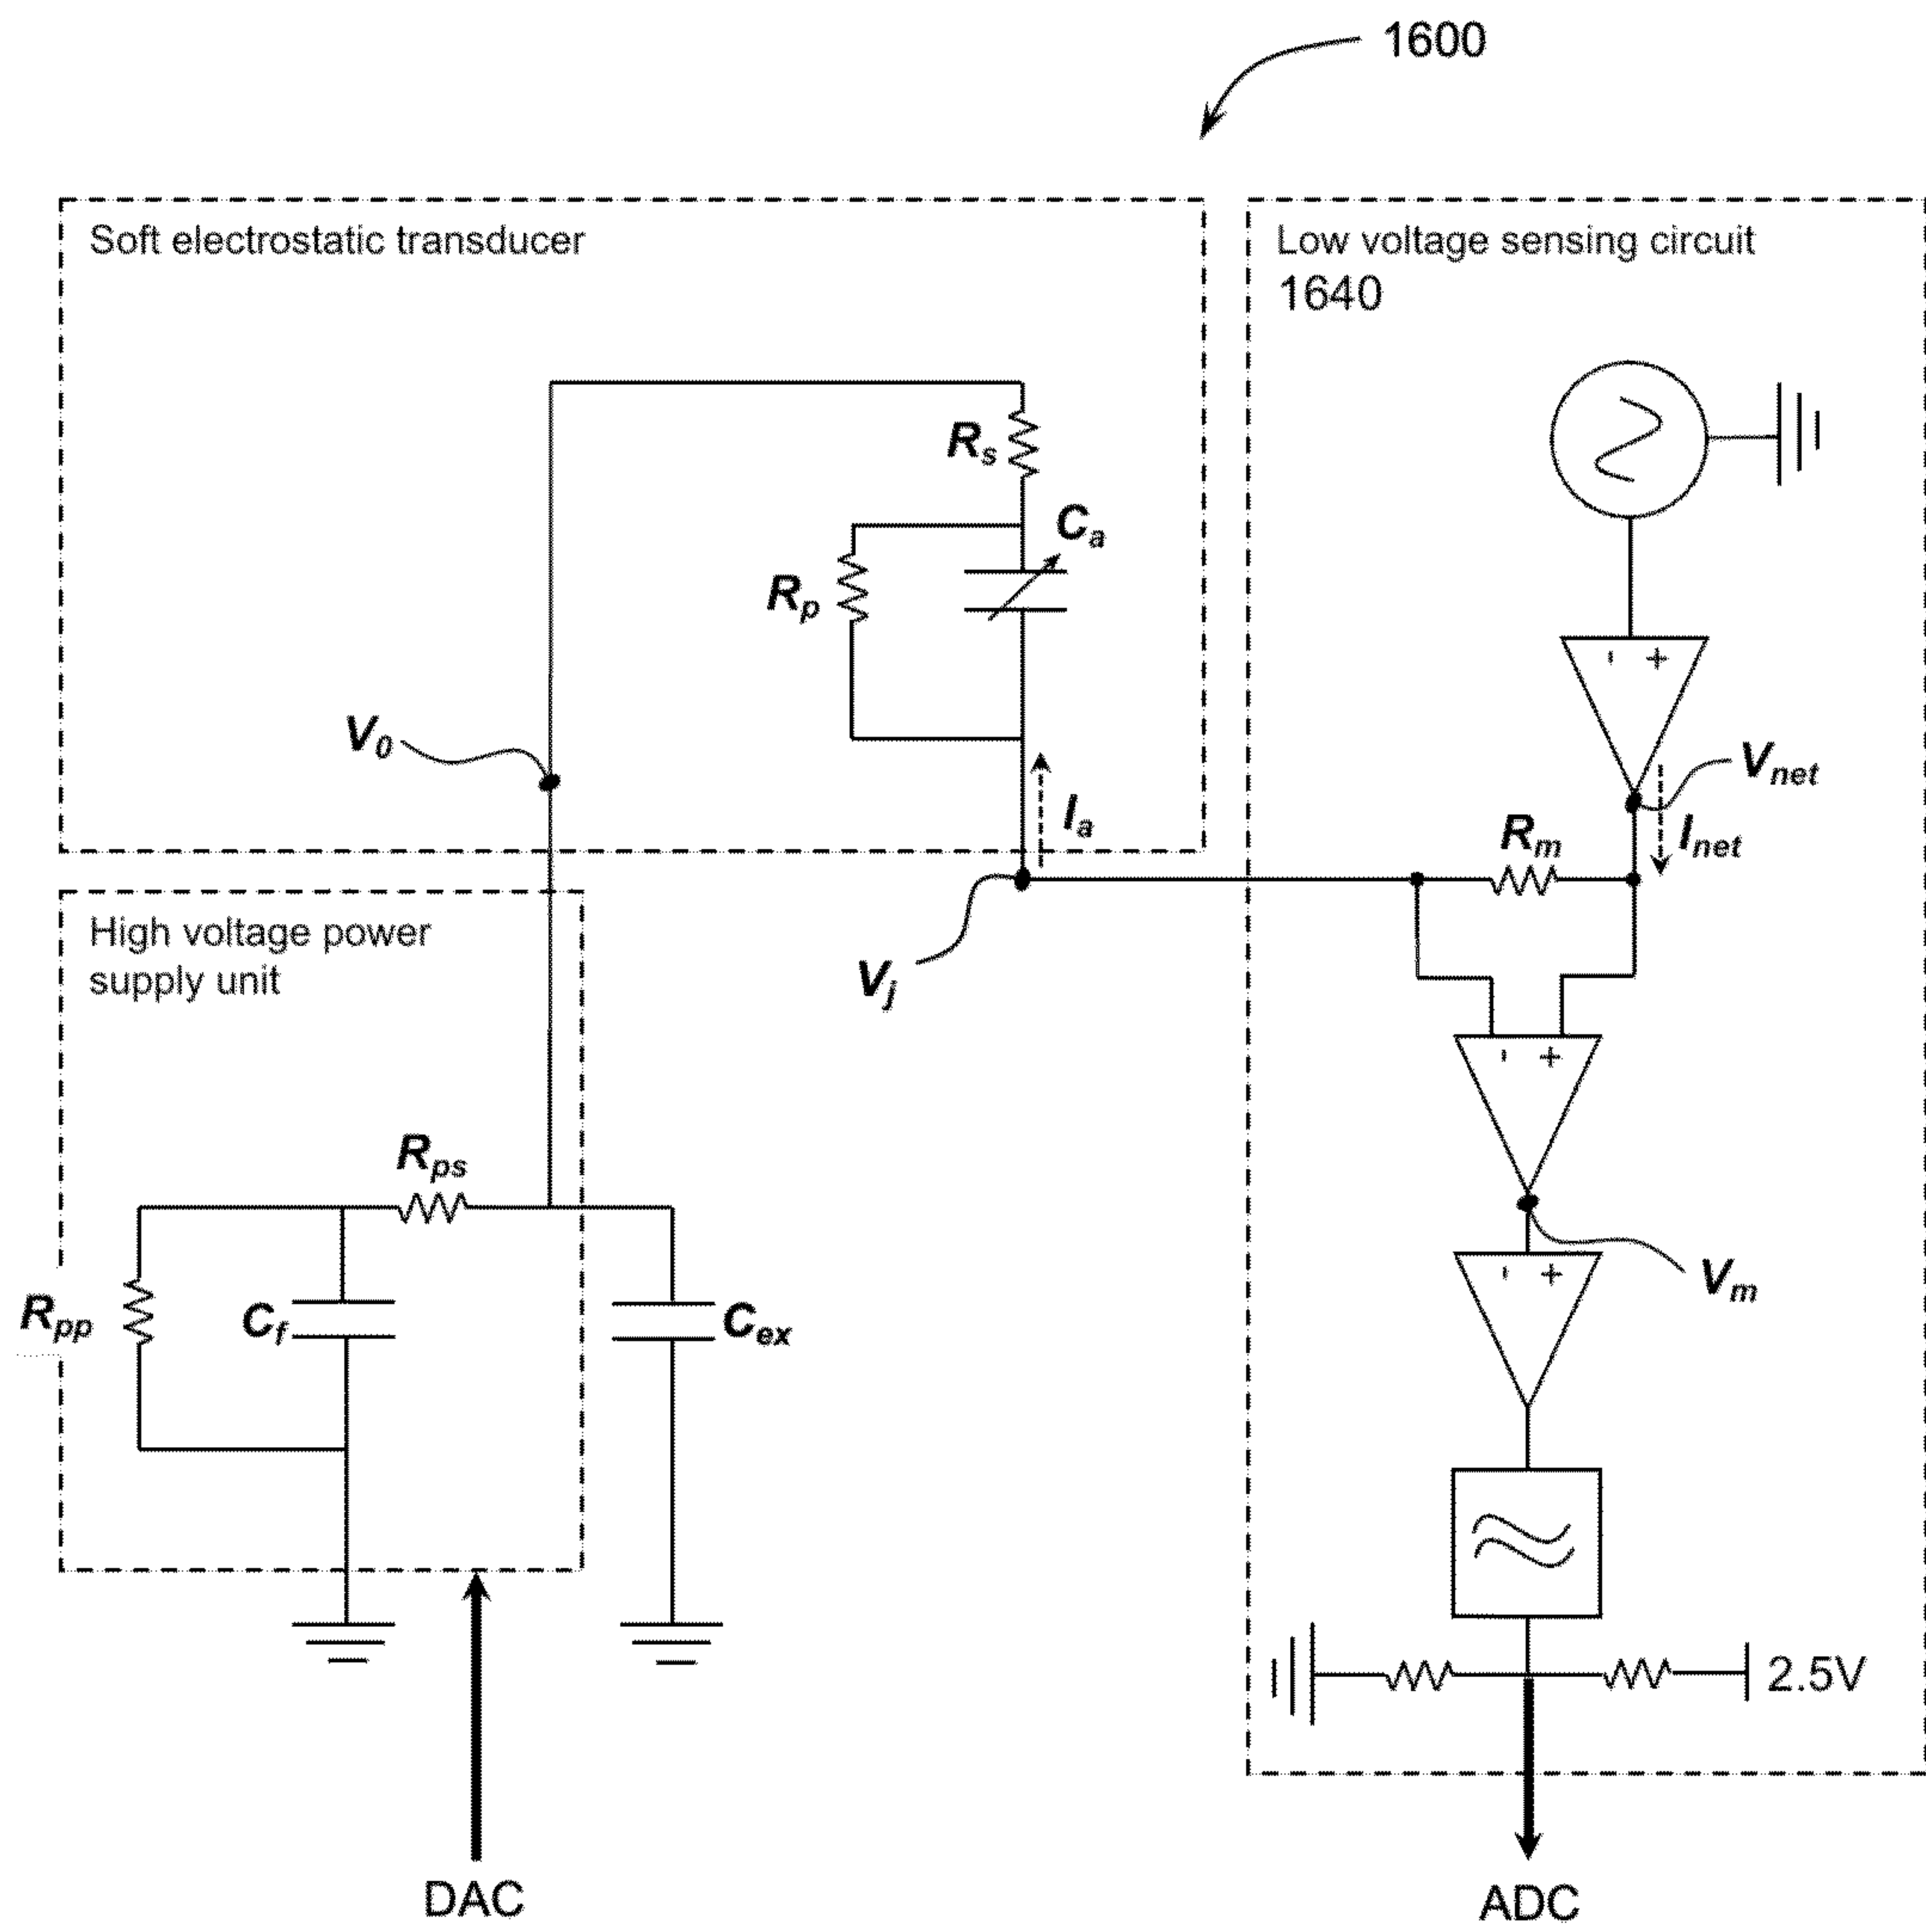 1600
Soft electrostatic transducer
Low voltage sensing circuit
1640
Rs
Ca
Rp
V0
Vnet
Ia
Rm
Inet
High voltage power
supply unit
Vj
- +
- +
- +
Rps
Vm
Rpp
Cf
Cex
2.5V
DAC
ADC